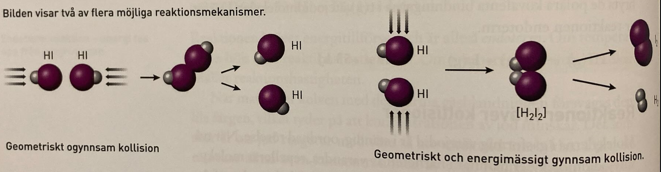 Bilden visar två av flera möjliga reaktionsmekanismer.
HI HI
HI
HI
HI
HI
[H₂I₂]
Geometriskt ogynnsam kollision
Geometriskt och energimässigt gynnsam kollision.